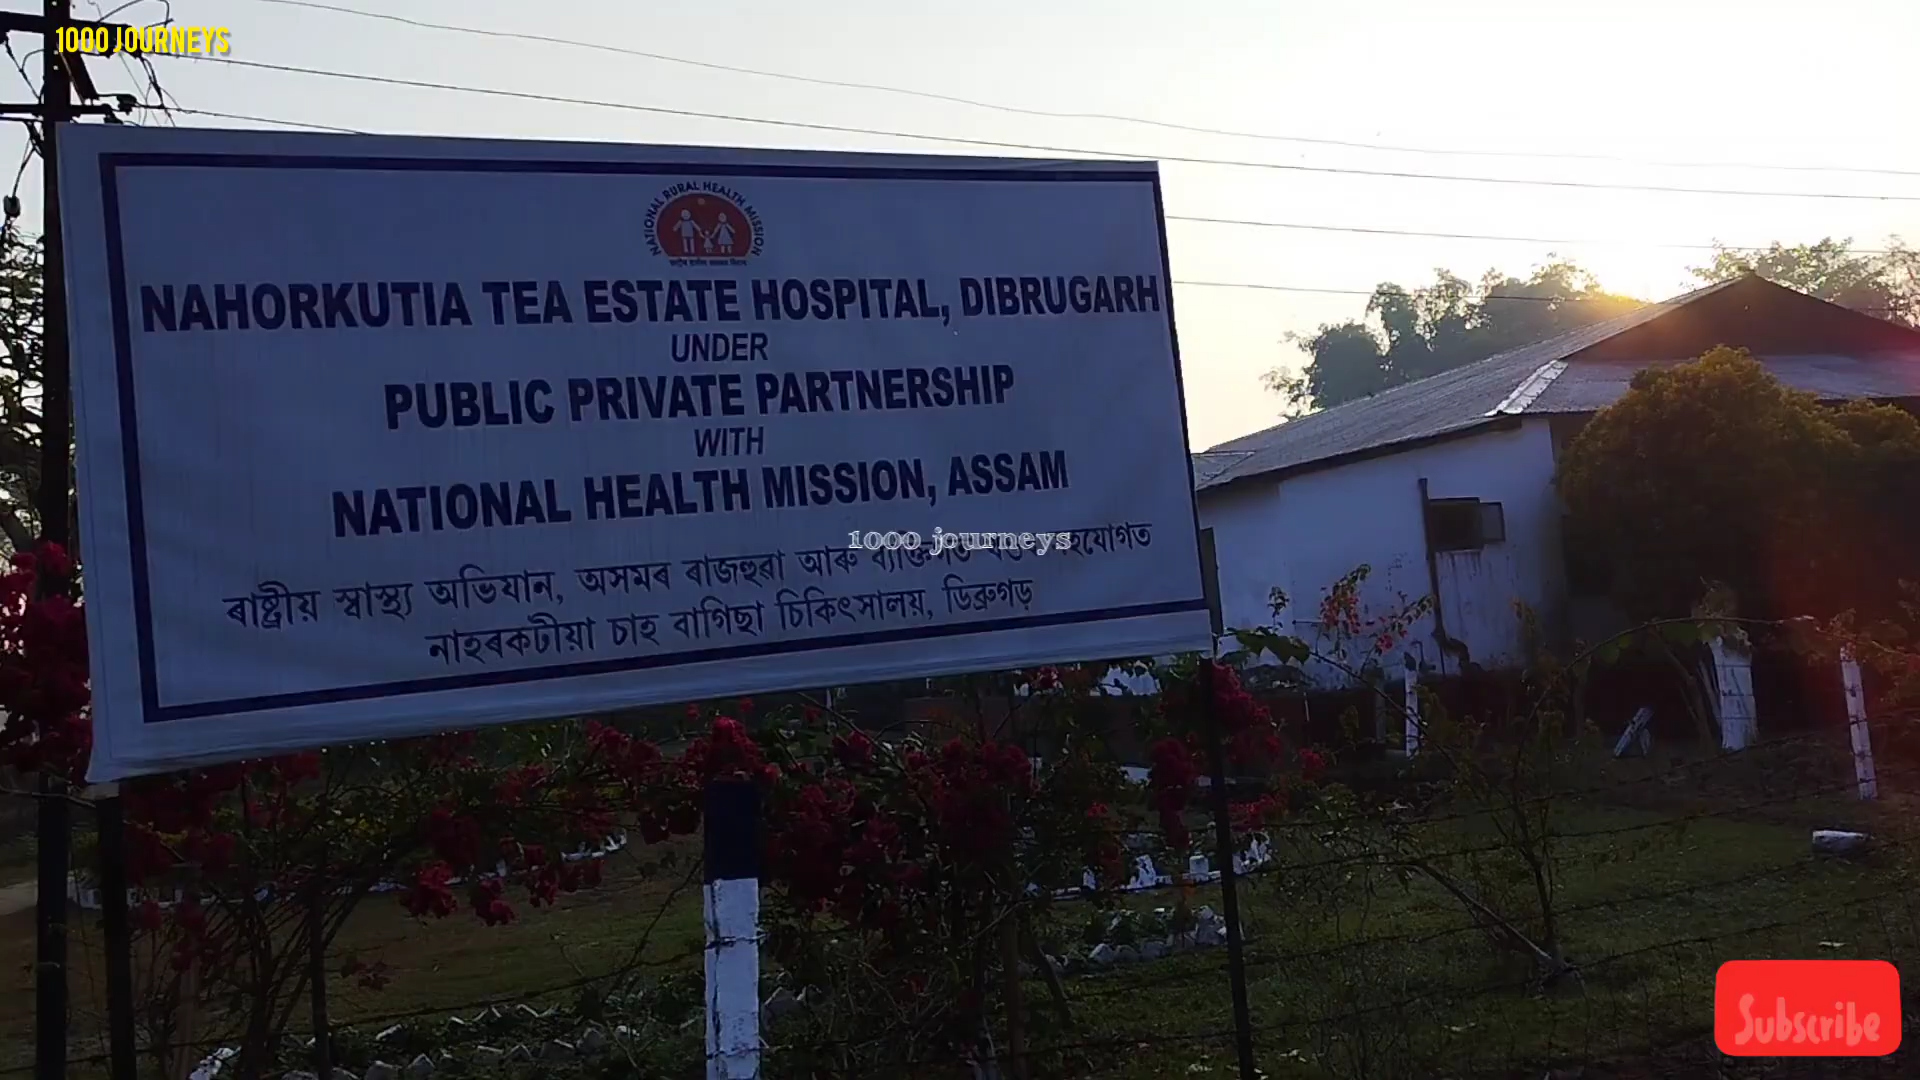 1000 JOURNEYS
NATIONAL RURAL HEALTH MISSION
NAHORKUTIA TEA ESTATE HOSPITAL, DIBRUGARH
UNDER
PUBLIC PRIVATE PARTNERSHIP
WITH
NATIONAL HEALTH MISSION, ASSAM
1000 journeys
ৰাষ্ট্ৰীয় স্বাস্থ্য অভিযান, অসমৰ ৰাজহুৱা আৰু
নাহৰকটীয়া চাহ বাগিছা চিকিৎসালয়, ডিব্ৰুগড়
Subscribe